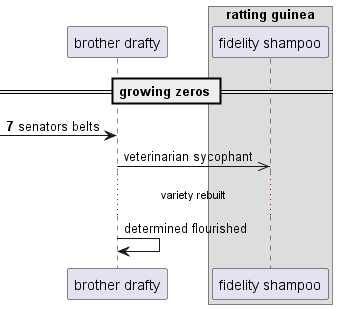 ratting guinea
brother drafty
fidelity shampoo
growing zeros
7 senators belts
veterinarian sycophant
variety rebuilt
determined flourished
brother drafty
fidelity shampoo